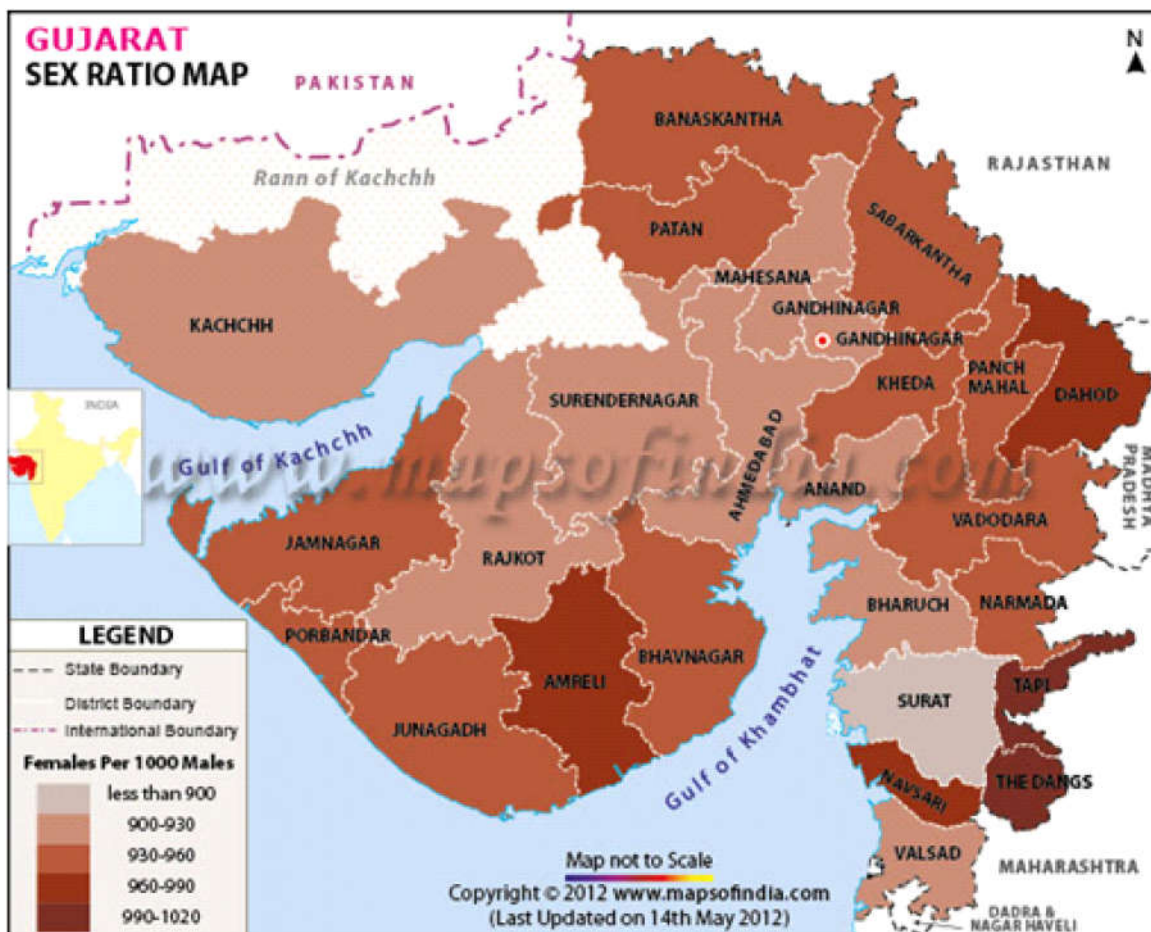 GUJARAT
SEX RATIO MAP
N
PAKISTAN
BANASKANTHA
RAJASTHAN
Rann of Kachchh
PATAN
SABARKANTHA
MAHESANA
GANDHINAGAR
KACHCHH
GANDHINAGAR
PANCH
MAHAL
KHEDA
DAHOD
SURENDERNAGAR
INDIA
Gulf of Kachchh
www.mapsofindia.com
AHMEDABAD
ANAND
MADHYA
PRADESH
VADODARA
JAMNAGAR
RAJKOT
BHARUCH
NARMADA
PORBANDAR
BHAVNAGAR
AMRELI
TAPI
SURAT
JUNAGADH
Gulf of Khambhat
THE DANGS
NAVSARI
VALSAD
MAHARASHTRA
DADRA &
NAGAR HAVELI
LEGEND
State Boundary
District Boundary
International Boundary
Females Per 1000 Males
less than 900
900-930
930-960
960-990
990-1020
Map not to Scale
Copyright © 2012 www.mapsofindia.com
(Last Updated on 14th May 2012)